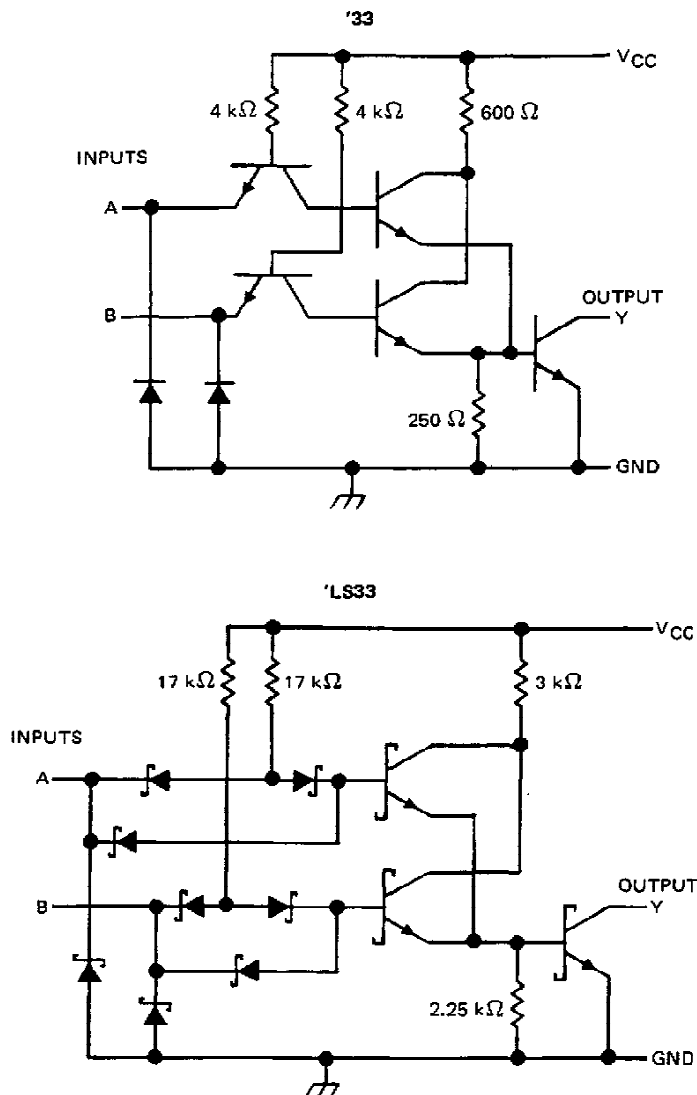 '33
VCC
4 kΩ
4 kΩ
600 Ω
INPUTS
A
B
OUTPUT
Y
250 Ω
GND
'LS33
VCC
17 kΩ
17 kΩ
3 kΩ
INPUTS
A
B
OUTPUT
Y
2.25 kΩ
GND